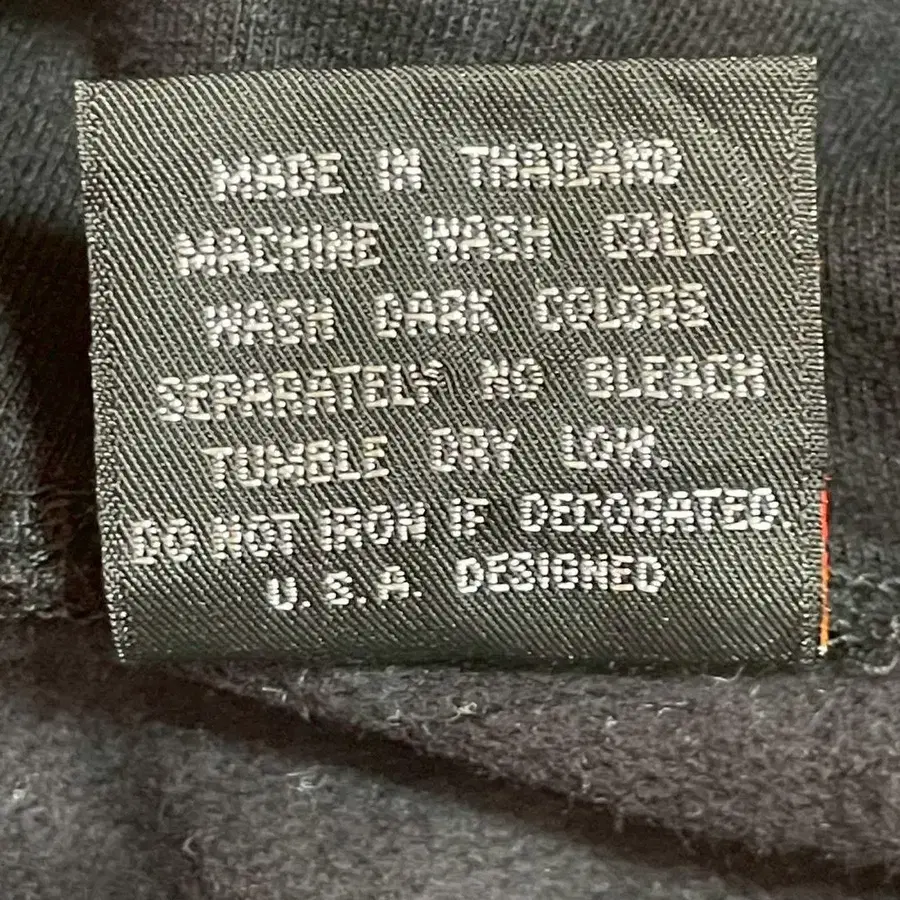 MADE IN THAILAND
MACHINE WASH COLD.
WASH DARK COLORS
SEPARATELY NO BLEACH
TUMBLE DRY LOW.
DO NOT IRON IF DECORATED.
U.S.A. DESIGNED